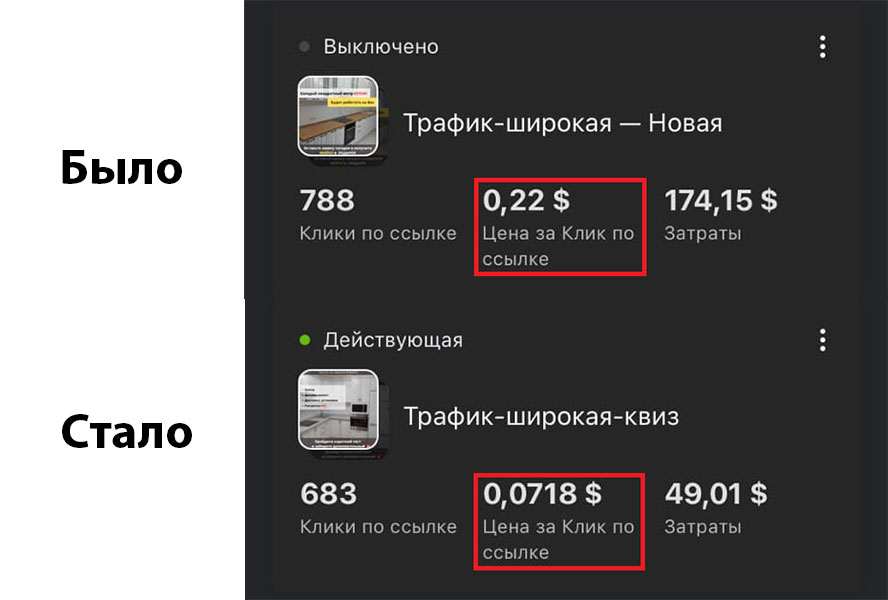 Было
Выключено
Трафик-широкая — Новая
788
0,22 $
174,15 $
Клики по ссылке
Цена за Клик по
ссылке
Затраты
Стало
Действующая
Трафик-широкая-квиз
683
0,0718 $
49,01 $
Клики по ссылке
Цена за Клик по
ссылке
Затраты